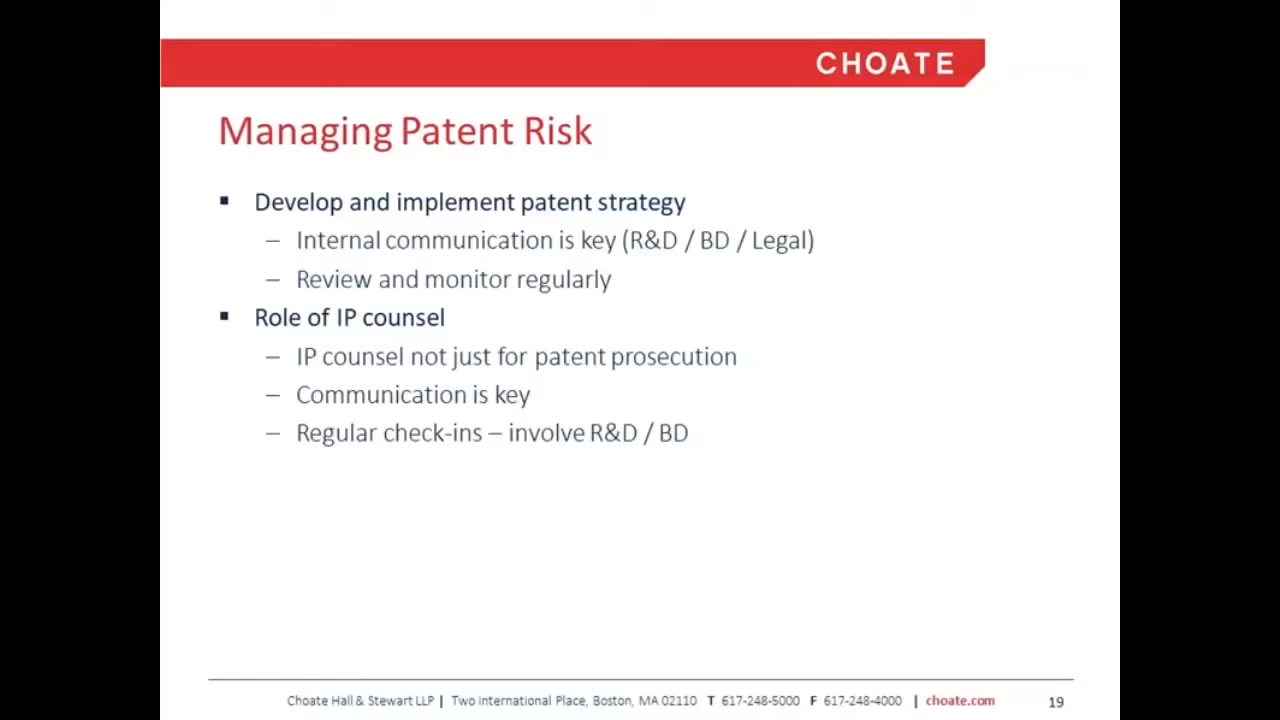 CHOATE
Managing Patent Risk
▪ Develop and implement patent strategy
– Internal communication is key (R&D / BD / Legal)
– Review and monitor regularly
▪ Role of IP counsel
– IP counsel not just for patent prosecution
– Communication is key
– Regular check-ins – involve R&D / BD
Choate Hall & Stewart LLP | Two International Place, Boston, MA 02110 T 617-248-5000 F 617-248-4000 | choate.com 19